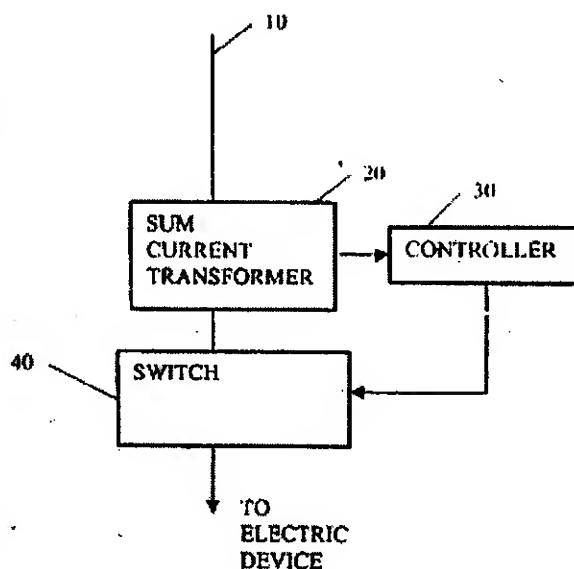 10
20
30
SUM
CURRENT
TRANSFORMER
CONTROLLER
40
SWITCH
TO
ELECTRIC
DEVICE